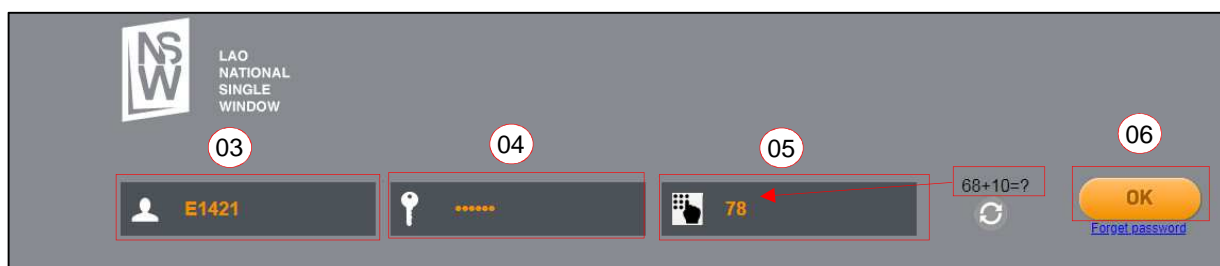 NSW
LAO
NATIONAL
SINGLE
WINDOW
03
04
05
06
E1421
••••••
78
68+10=?
OK
Forget password